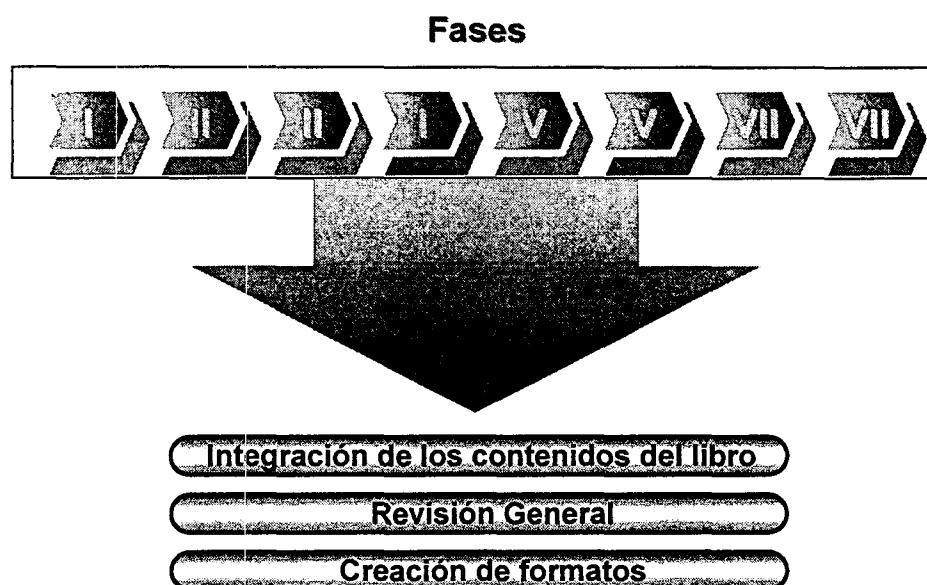 Fases
I II II I V V VII VII
Integración de los contenidos del libro
Revisión General
Creación de formatos